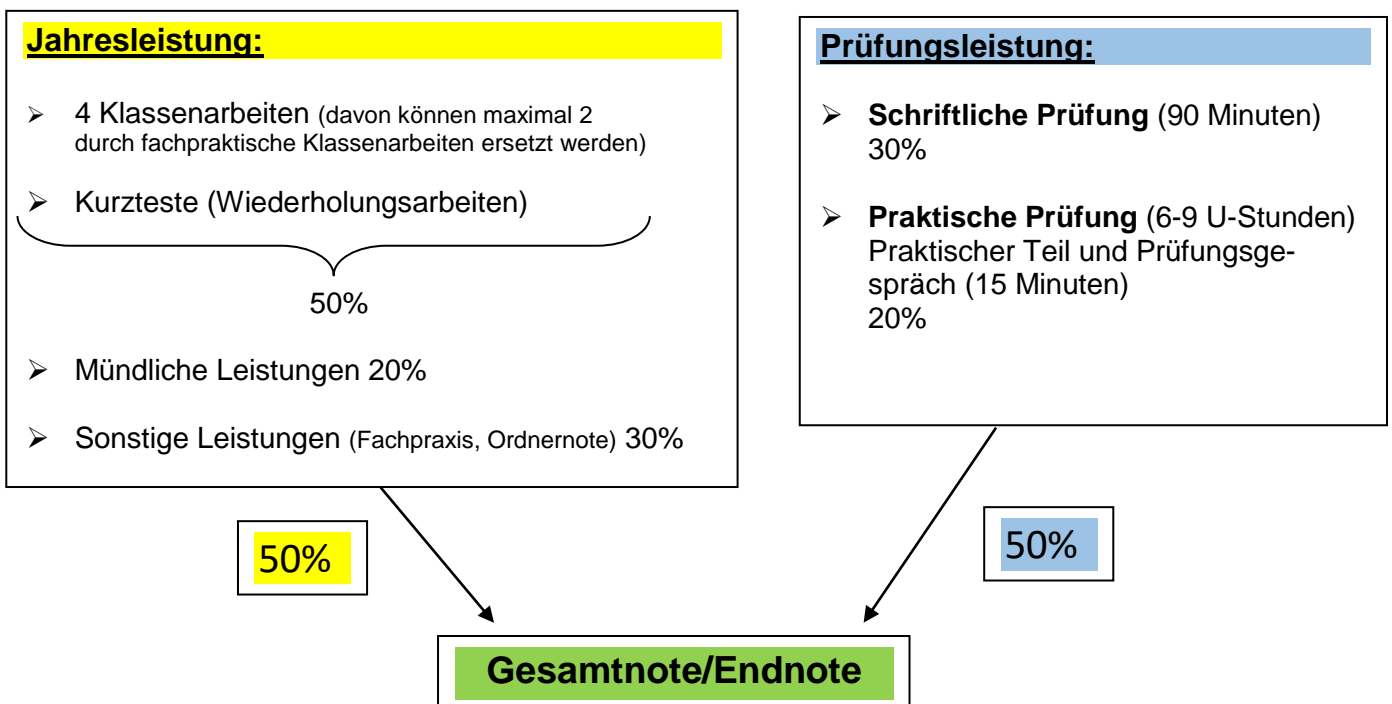 Jahresleistung:
➢ 4 Klassenarbeiten (davon können maximal 2
durch fachpraktische Klassenarbeiten ersetzt werden)
➢ Kurzteste (Wiederholungsarbeiten)
50%
➢ Mündliche Leistungen 20%
➢ Sonstige Leistungen (Fachpraxis, Ordnernote) 30%
Prüfungsleistung:
➢ Schriftliche Prüfung (90 Minuten)
30%
➢ Praktische Prüfung (6-9 U-Stunden)
Praktischer Teil und Prüfungsge-
spräch (15 Minuten)
20%
50%
50%
Gesamtnote/Endnote